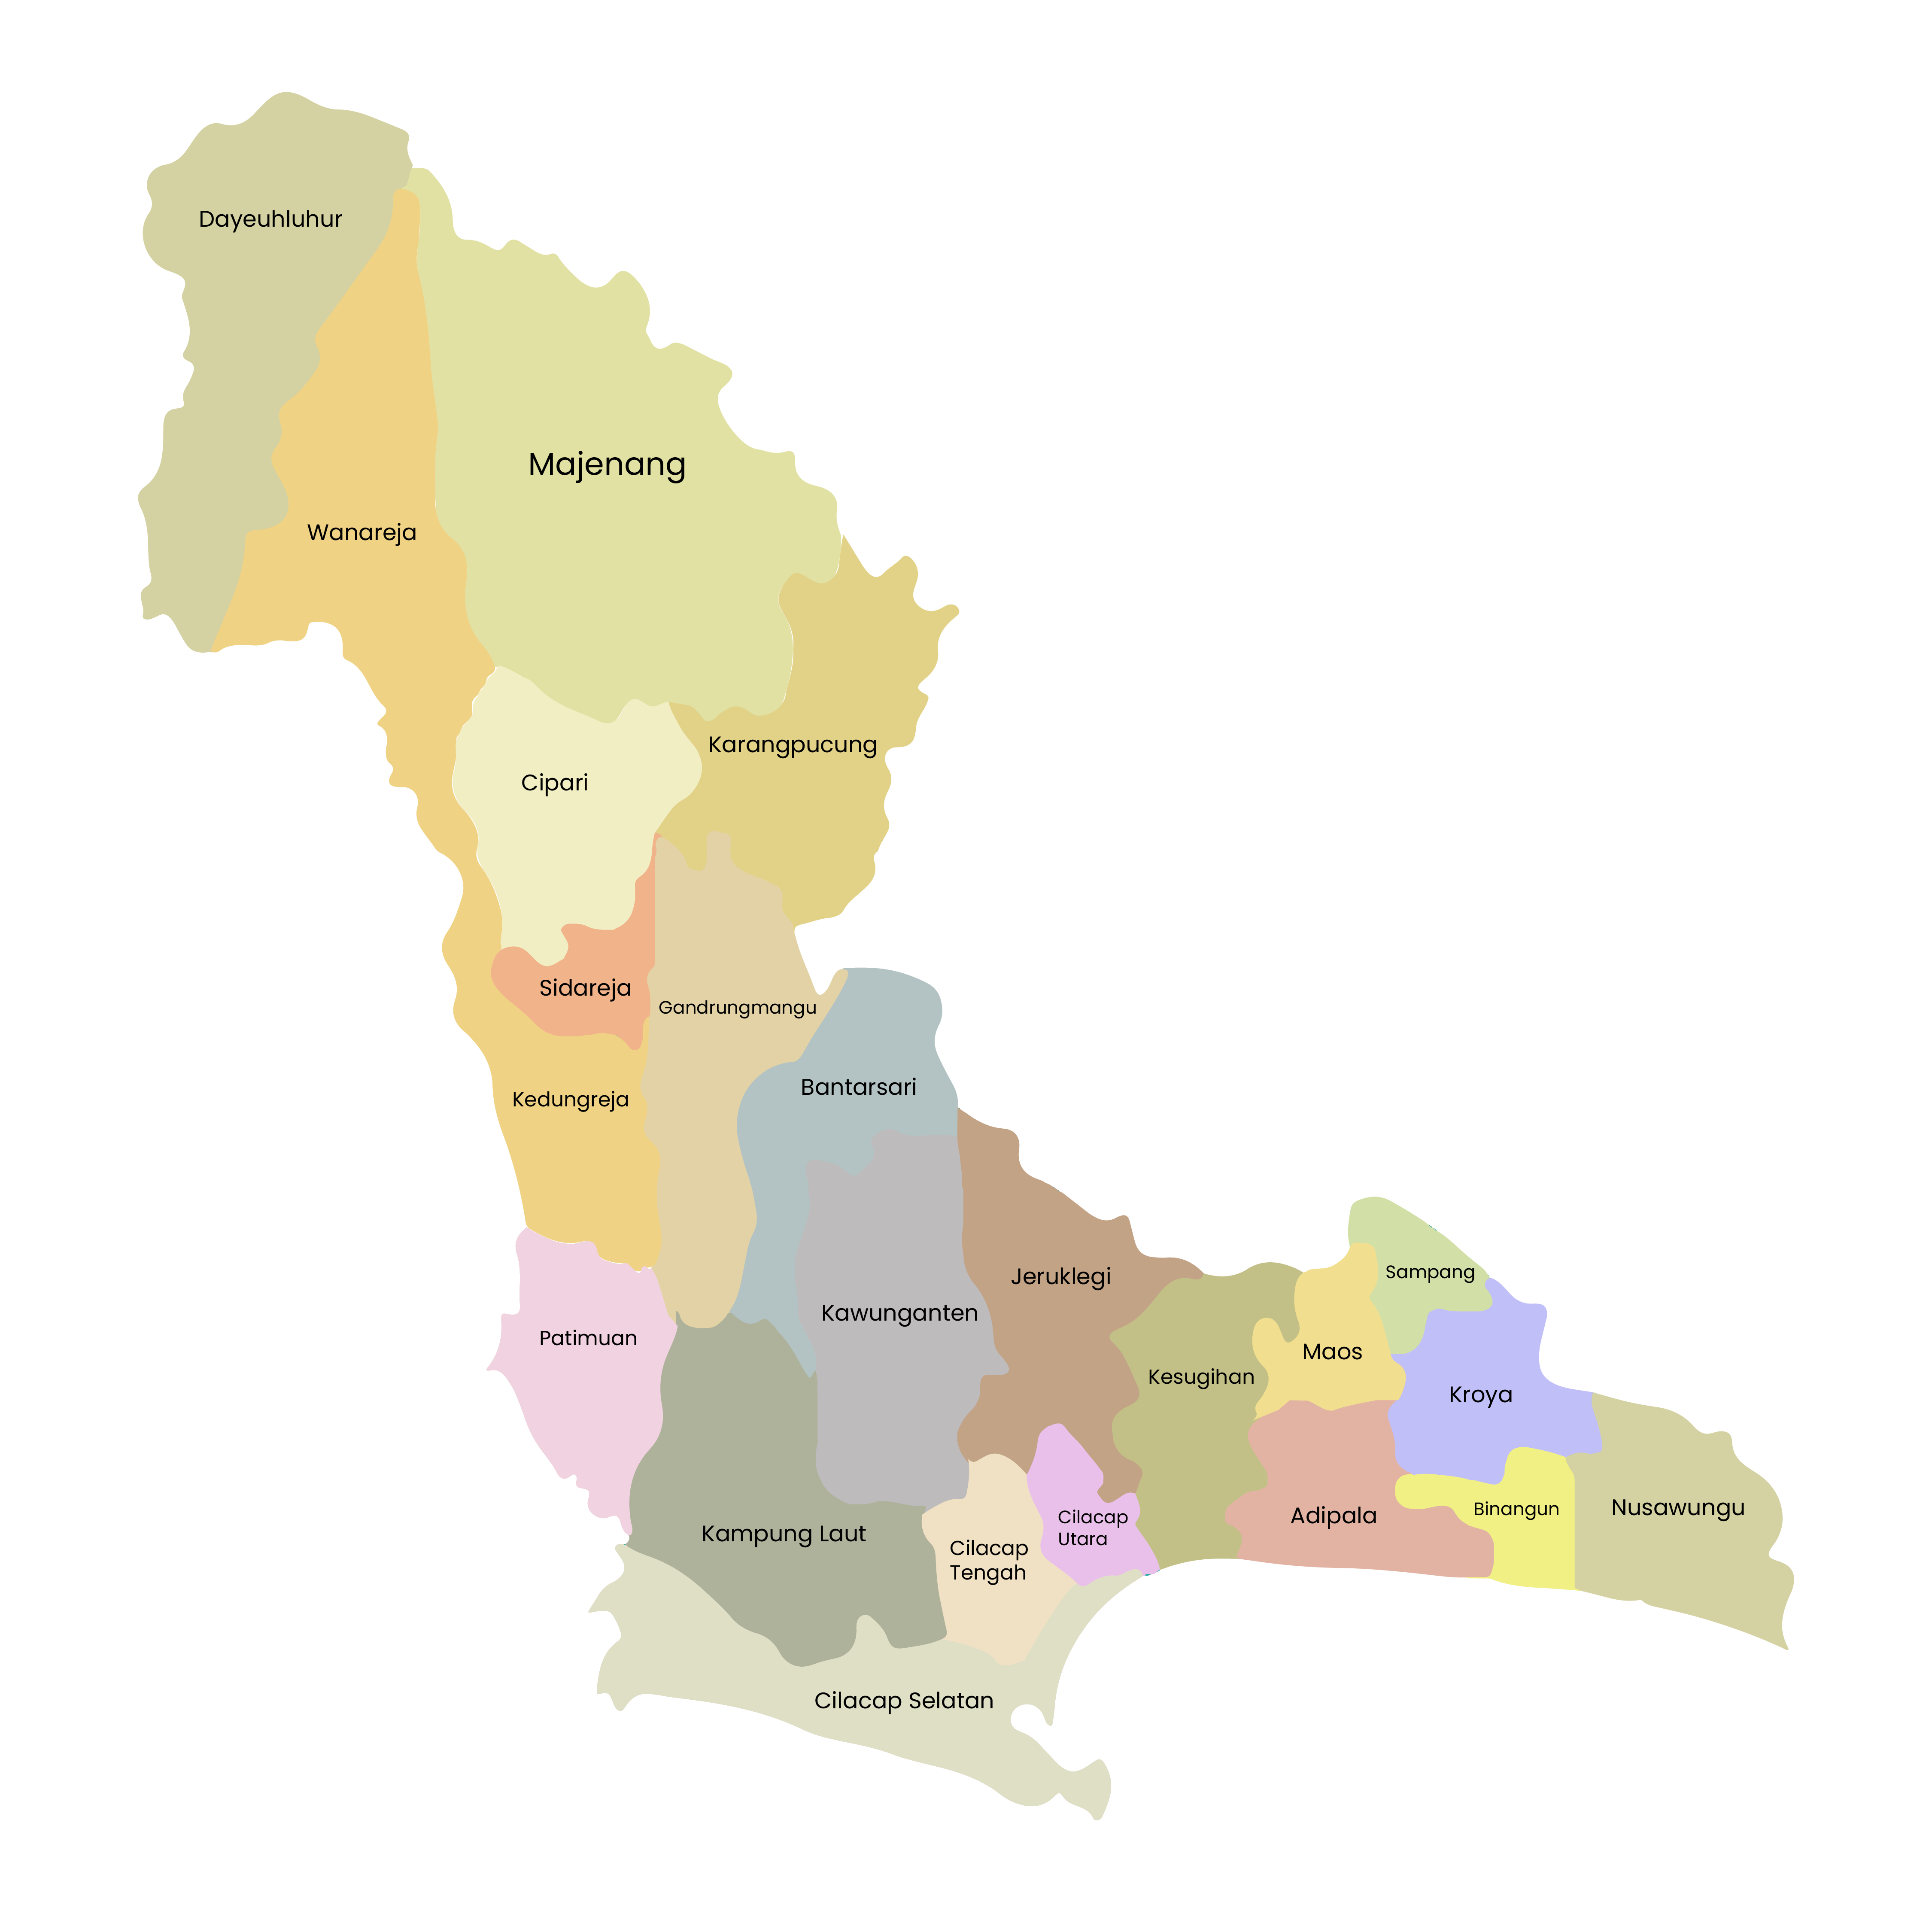 Dayeuhluhur
Majenang
Wanareja
Karangpucung
Cipari
Sidareja
Gandrungmangu
Bantarsari
Kedungreja
Jeruklegi
Sampang
Kawunganten
Patimuan
Maos
Kesugihan
Kroya
Nusawungu
Binangun
Adipala
Cilacap
Utara
Kampung Laut
Cilacap
Tengah
Cilacap Selatan